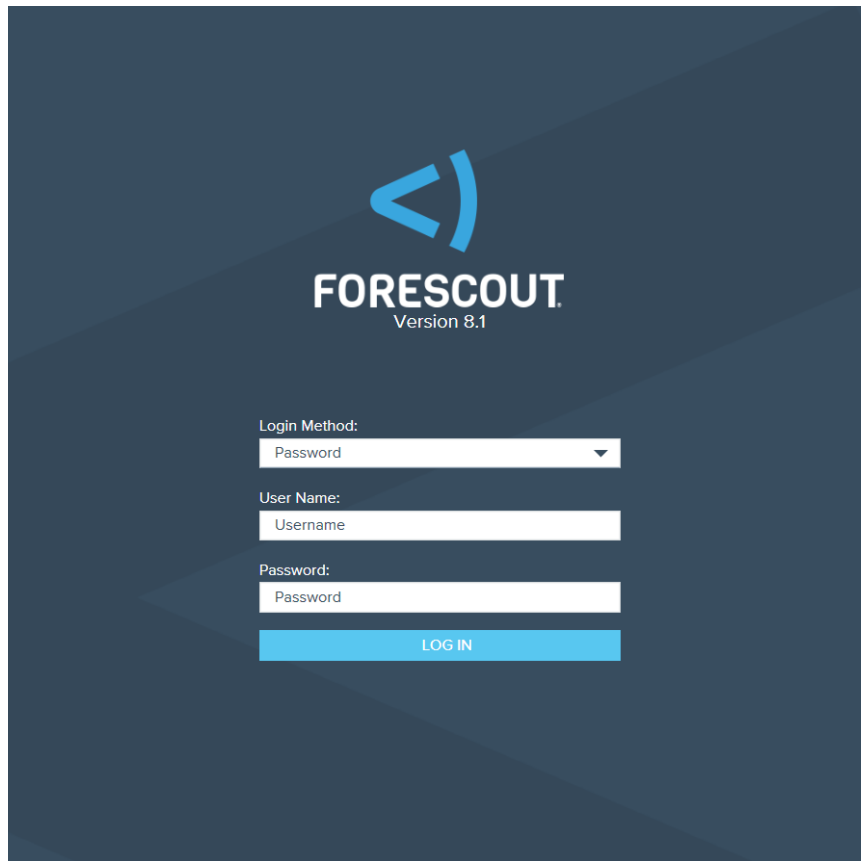 FORESCOUT.
Version 8.1
Login Method:
Password
User Name:
Username
Password:
Password
LOG IN